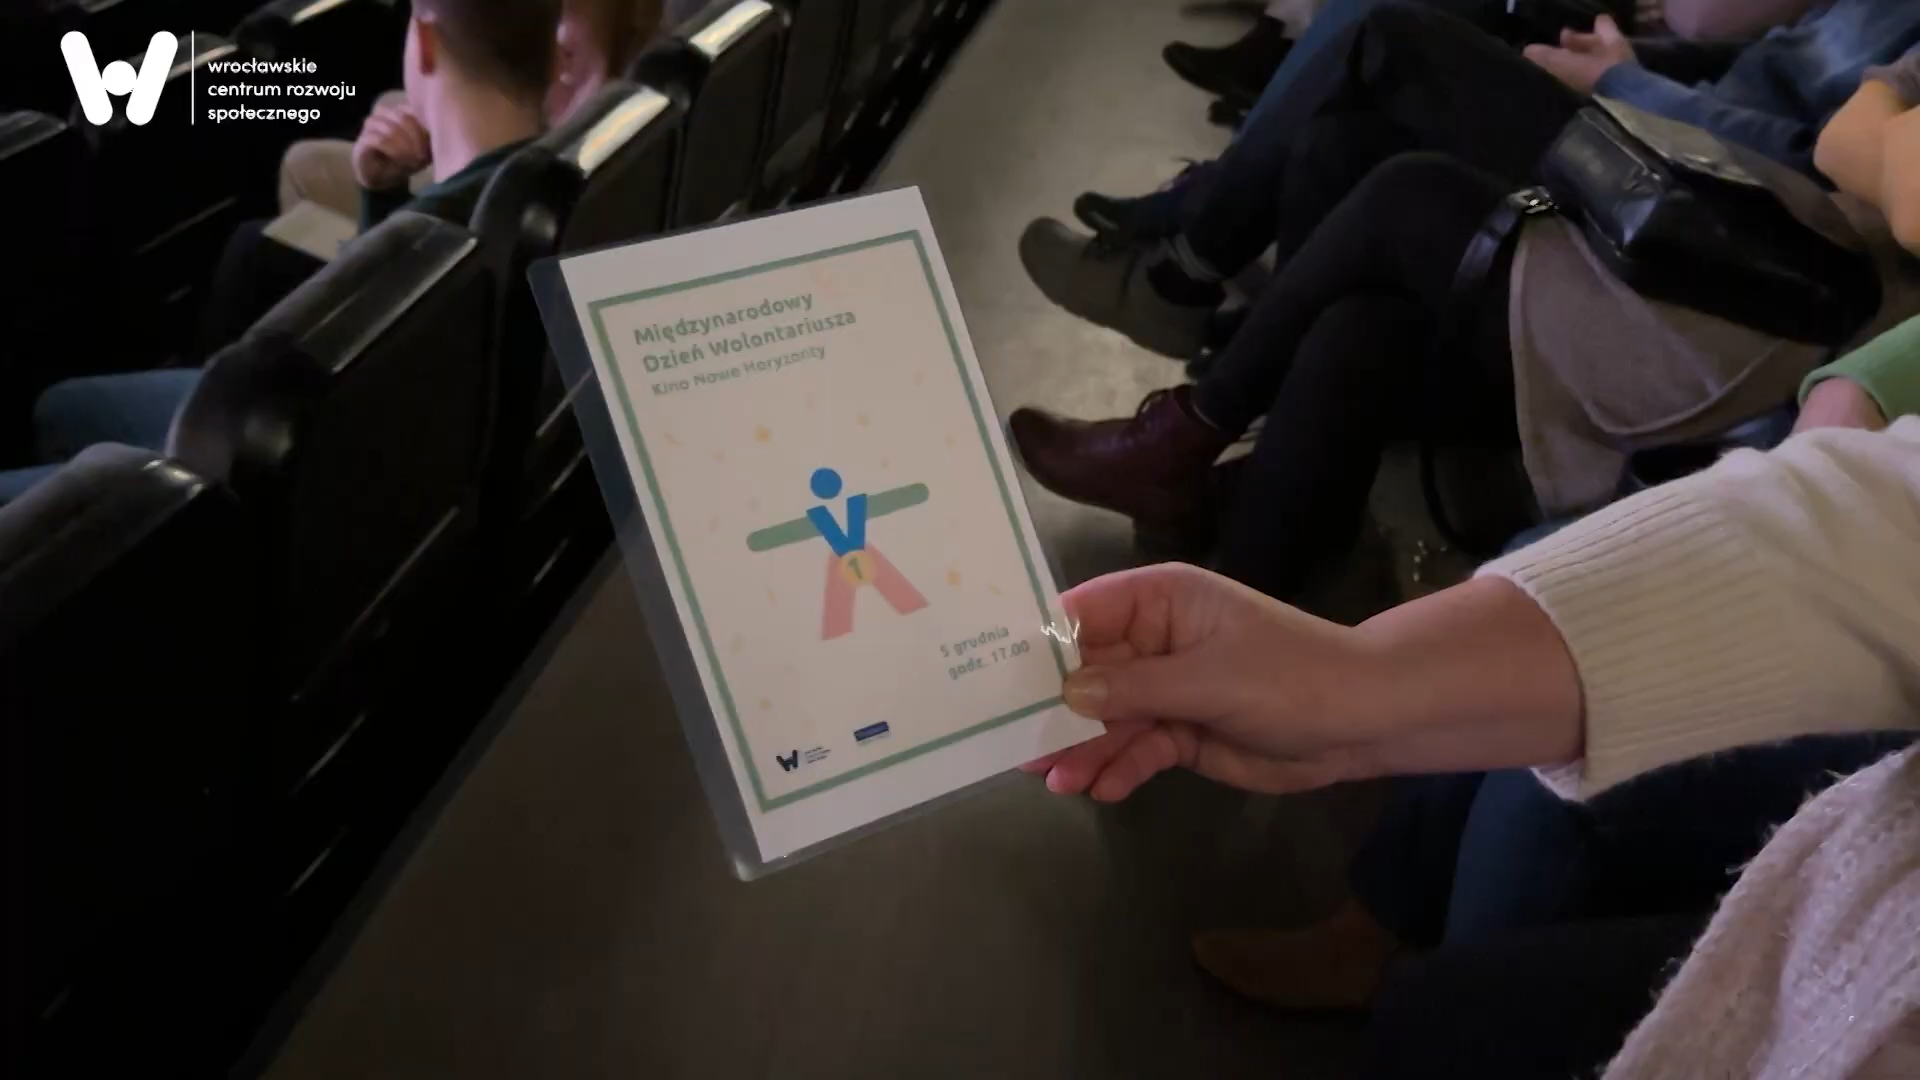 wrocławskie
centrum rozwoju
społecznego
Międzynarodowy
Dzień Wolontariusza
Kino Nowe Horyzonty
1
5 grudnia
godz. 17.00